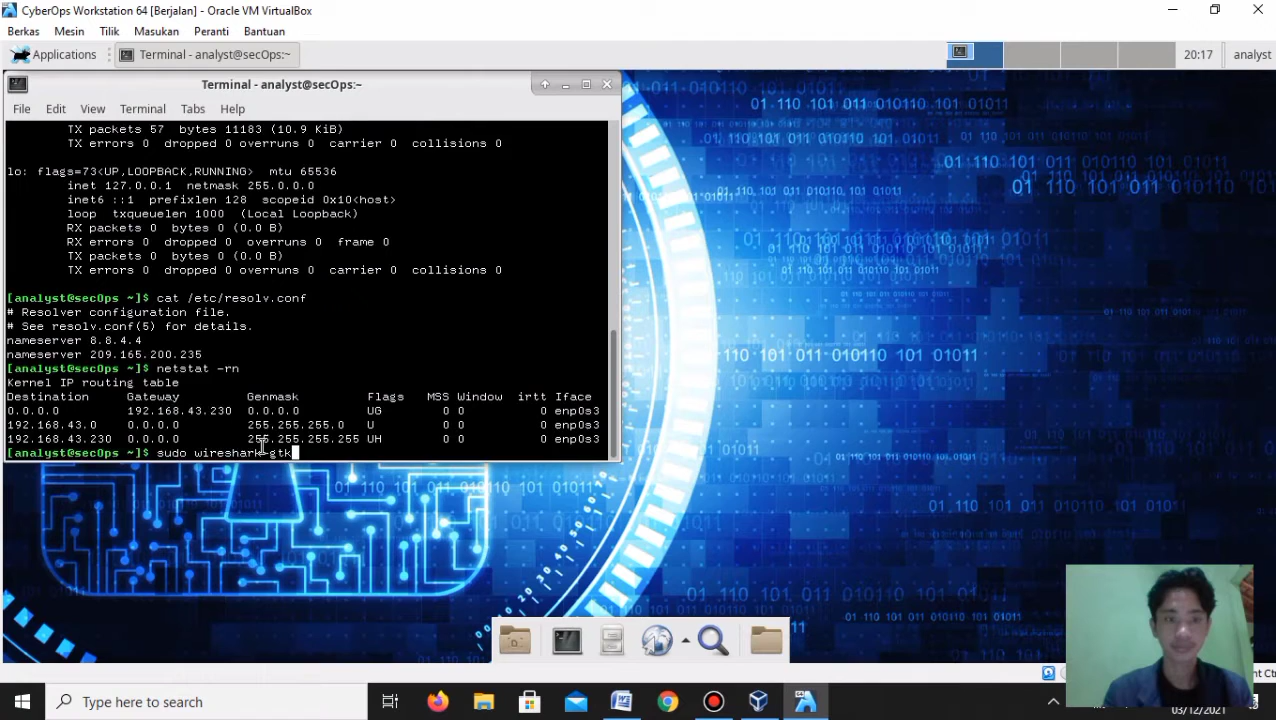 CyberOps Workstation 64 [Berjalan] - Oracle VM VirtualBox
Berkas Mesin Tilik Masukan Peranti Bantuan
Applications Terminal - analyst@secOps:~ 20:17 analyst
Terminal - analyst@secOps:~
File Edit View Terminal Tabs Help
TX packets 57 bytes 11183 (10.9 KiB)
TX errors 0 dropped 0 overruns 0 carrier 0 collisions 0
lo: flags=73<UP,LOOPBACK,RUNNING> mtu 65536
inet 127.0.0.1 netmask 255.0.0.0
inet6 ::1 prefixlen 128 scopeid 0x10<host>
loop txqueuelen 1000 (Local Loopback)
RX packets 0 bytes 0 (0.0 B)
RX errors 0 dropped 0 overruns 0 frame 0
TX packets 0 bytes 0 (0.0 B)
TX errors 0 dropped 0 overruns 0 carrier 0 collisions 0
[analyst@secOps ~]$ cat /etc/resolv.conf
# Resolver configuration file.
# See resolv.conf(5) for details.
nameserver 8.8.4.4
nameserver 209.165.200.235
[analyst@secOps ~]$ netstat -rn
Kernel IP routing table
Destination Gateway Genmask Flags MSS Window irtt Iface
0.0.0.0 192.168.43.230 0.0.0.0 UG 0 0 0 enp0s3
192.168.43.0 0.0.0.0 255.255.255.0 U 0 0 0 enp0s3
192.168.43.230 0.0.0.0 255.255.255.255 UH 0 0 0 enp0s3
[analyst@secOps ~]$ sudo wireshark-gtk
Type here to search
03/12/2021